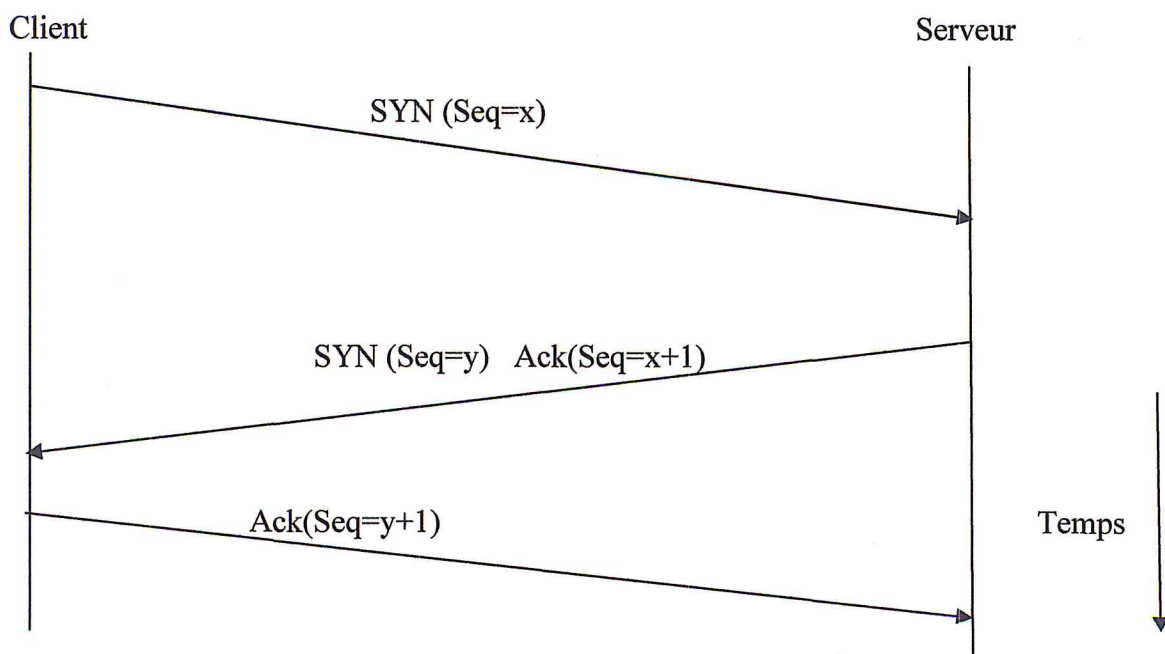 Client
Serveur
SYN (Seq=x)
SYN (Seq=y) Ack(Seq=x+1)
Ack(Seq=y+1)
Temps